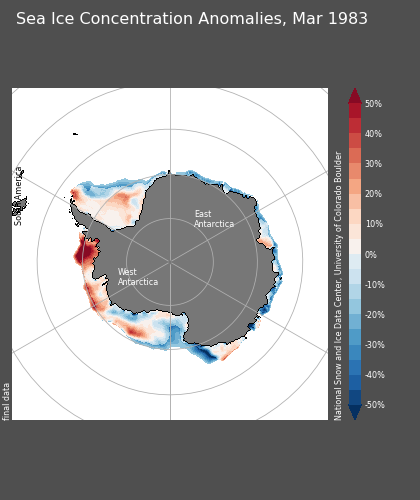 Sea Ice Concentration Anomalies, Mar 1983
South America
East
Antarctica
West
Antarctica
50%
40%
30%
20%
10%
0%
-10%
-20%
-30%
-40%
-50%
National Snow and Ice Data Center, University of Colorado Boulder
final data